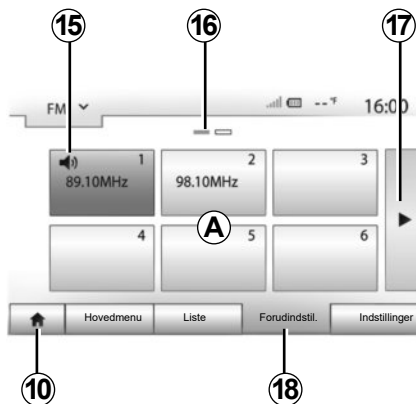 15 16 17
FM --°F 16:00
1 2 3
89.10MHz 98.10MHz
A
4 5 6
Hovedmenu Liste Forudindstil. Indstillinger
10 18